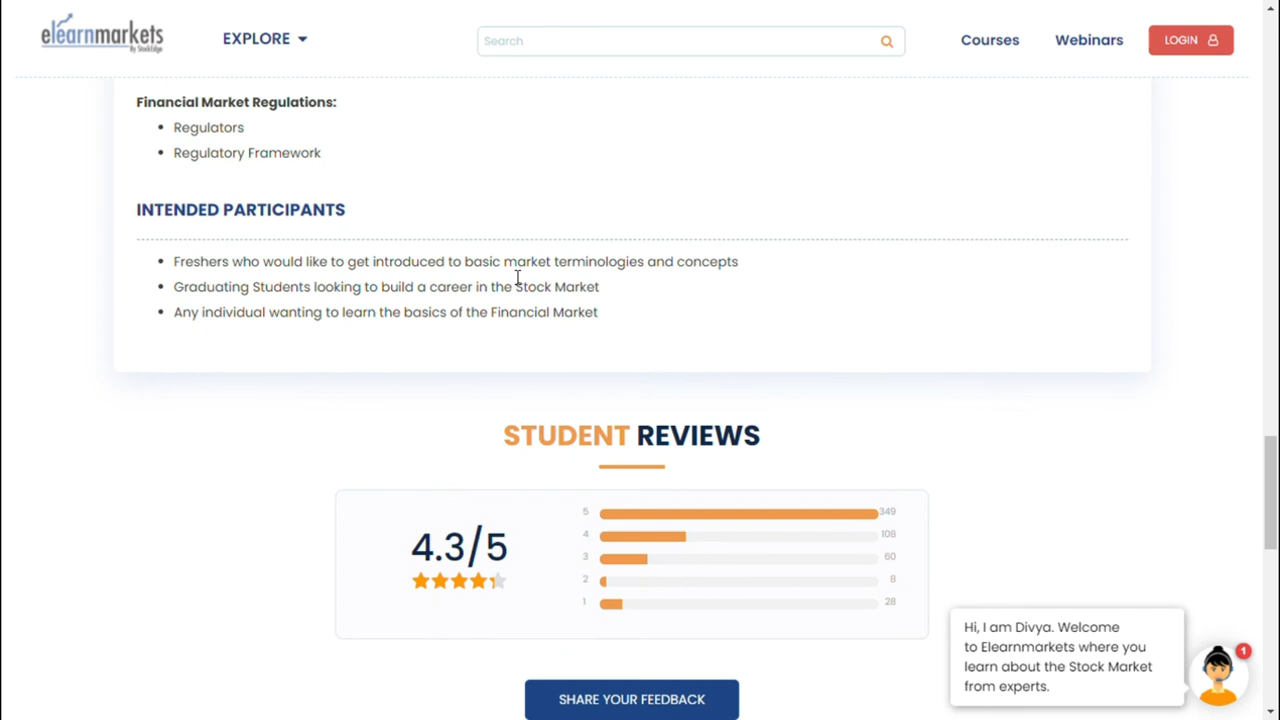 elearnmarkets
By StockEdge
EXPLORE
Search
Courses
Webinars
LOGIN
Financial Market Regulations:
• Regulators
• Regulatory Framework
INTENDED PARTICIPANTS
• Freshers who would like to get introduced to basic market terminologies and concepts
• Graduating Students looking to build a career in the Stock Market
• Any individual wanting to learn the basics of the Financial Market
STUDENT REVIEWS
4.3/5
5 349
4 108
3 60
2 8
1 28
SHARE YOUR FEEDBACK
Hi, I am Divya. Welcome
to Elearnmarkets where you
learn about the Stock Market
from experts.
1